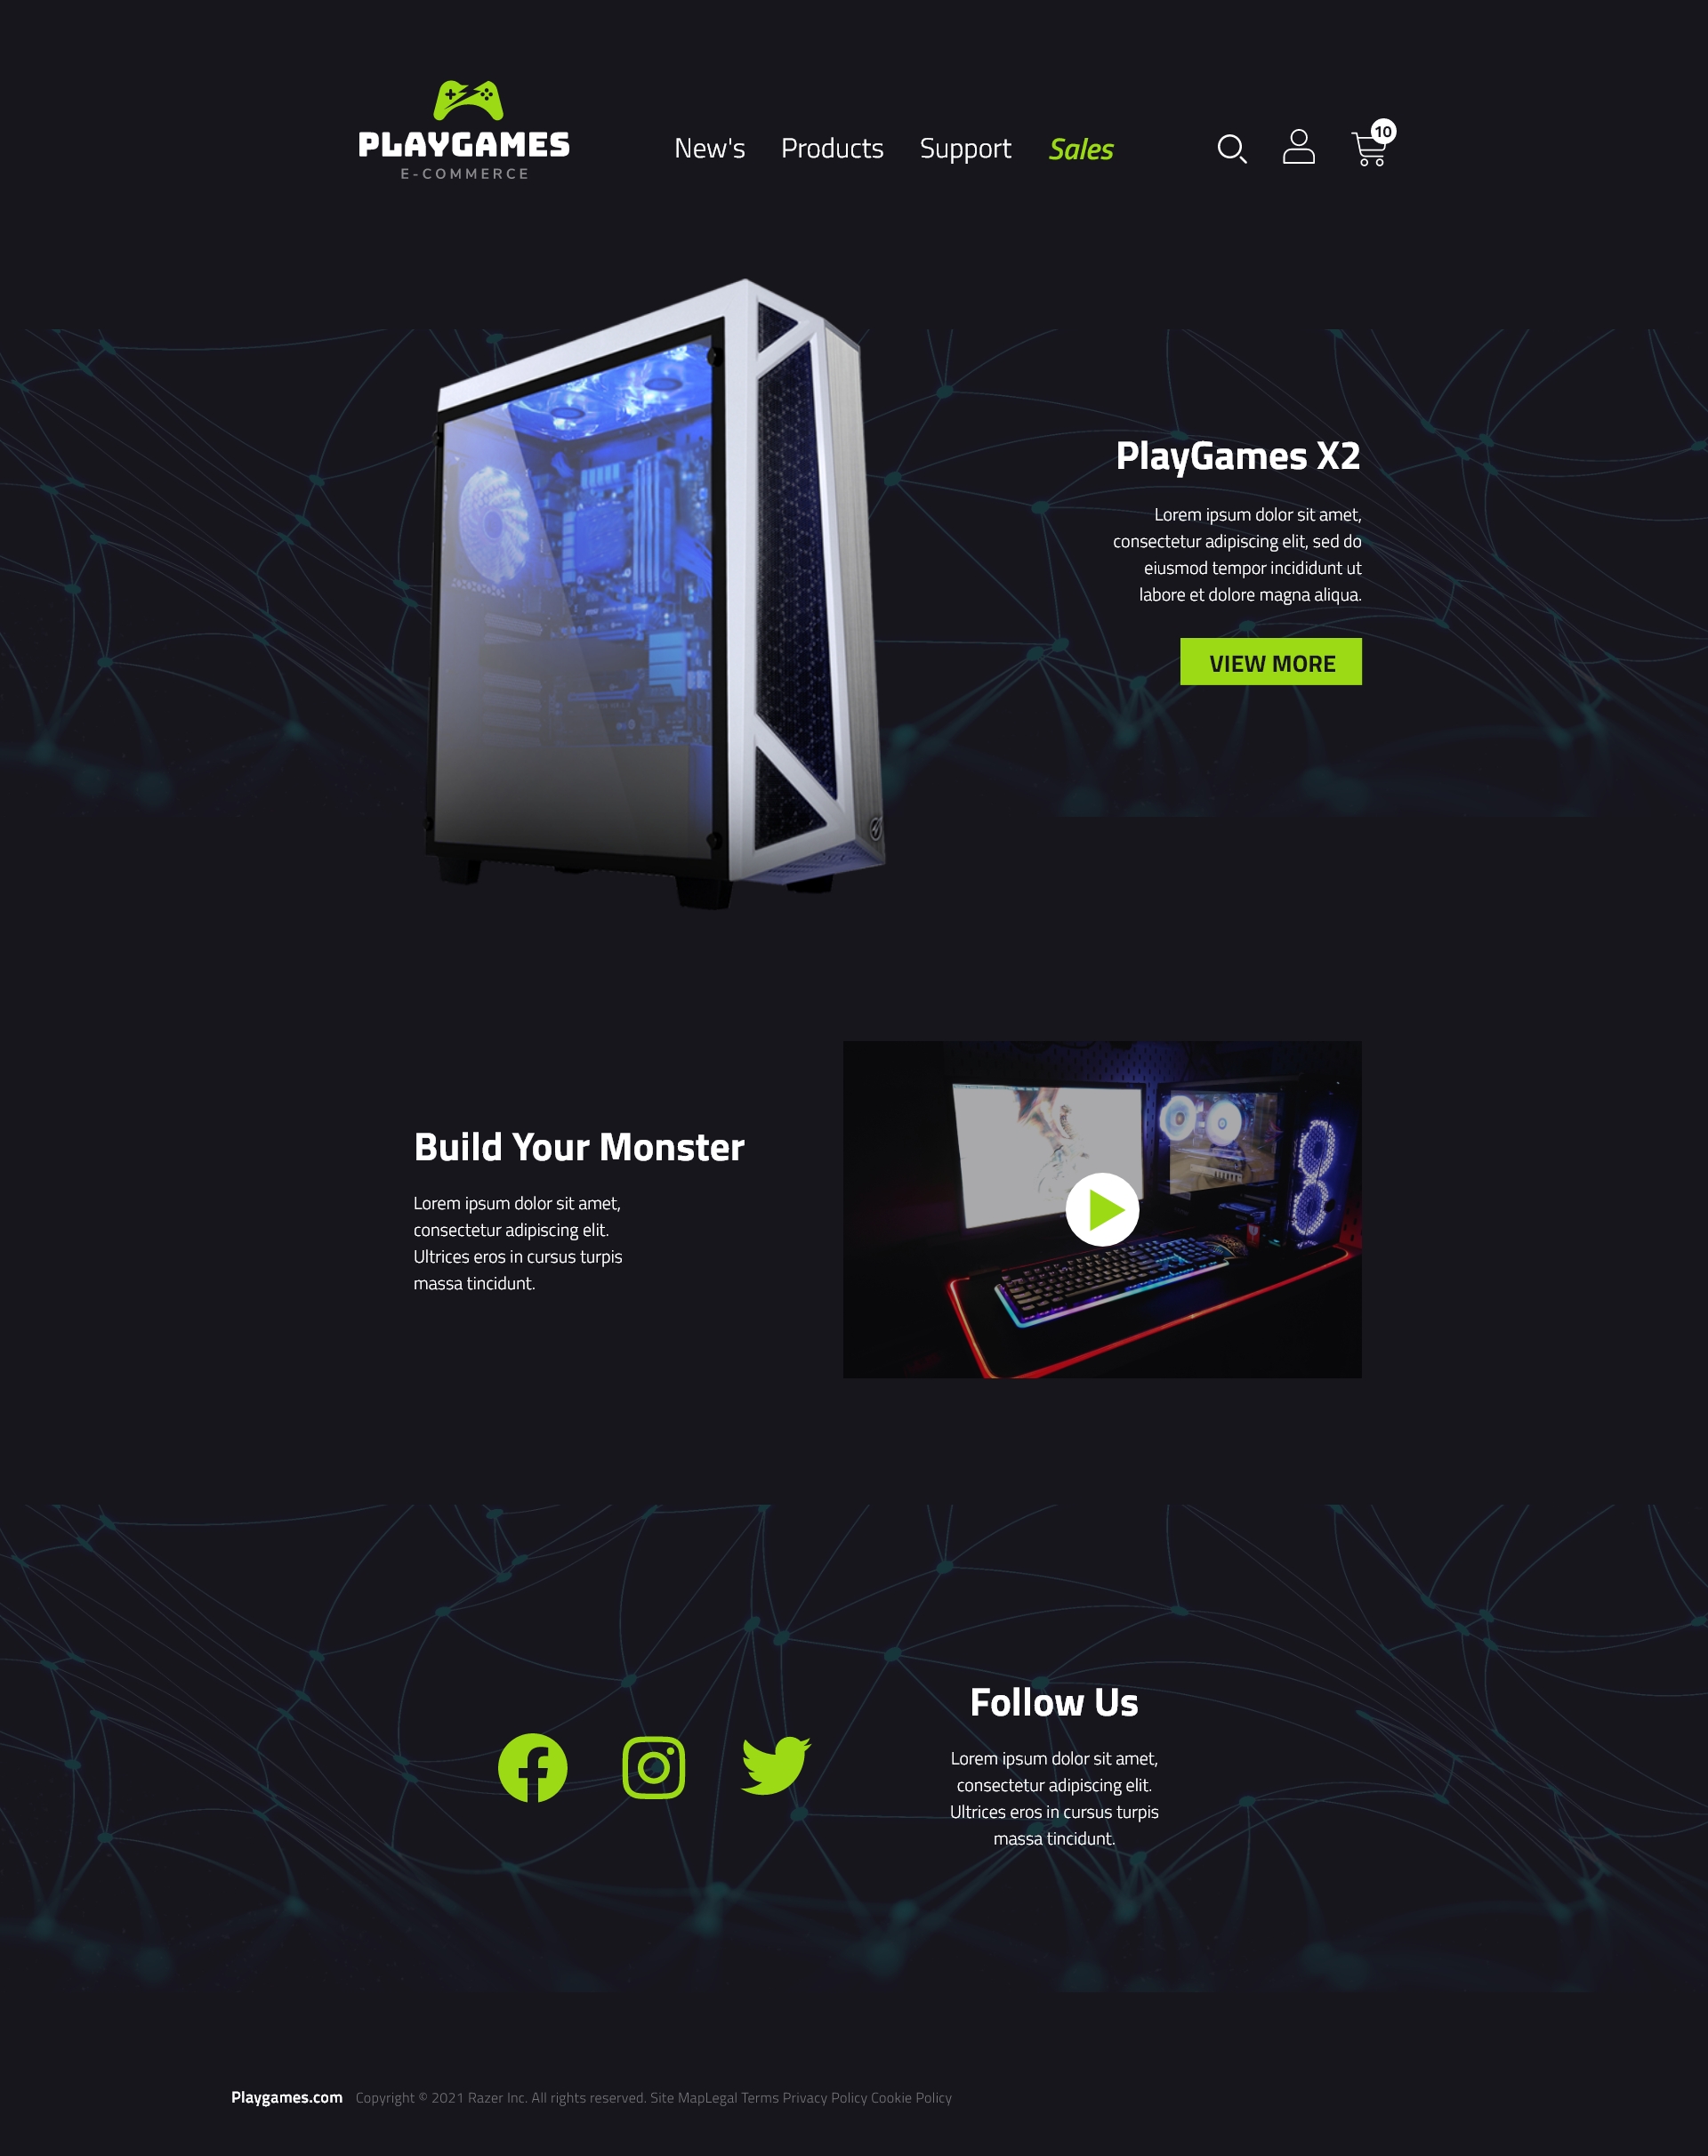 PLAYGAMES
E-COMMERCE
New's Products Support Sales
10
PlayGames X2
Lorem ipsum dolor sit amet,
consectetur adipiscing elit, sed do
eiusmod tempor incididunt ut
labore et dolore magna aliqua.
VIEW MORE
Build Your Monster
Lorem ipsum dolor sit amet,
consectetur adipiscing elit.
Ultrices eros in cursus turpis
massa tincidunt.
Follow Us
Lorem ipsum dolor sit amet,
consectetur adipiscing elit.
Ultrices eros in cursus turpis
massa tincidunt.
Playgames.com Copyright © 2021 Razer Inc. All rights reserved. Site MapLegal Terms Privacy Policy Cookie Policy